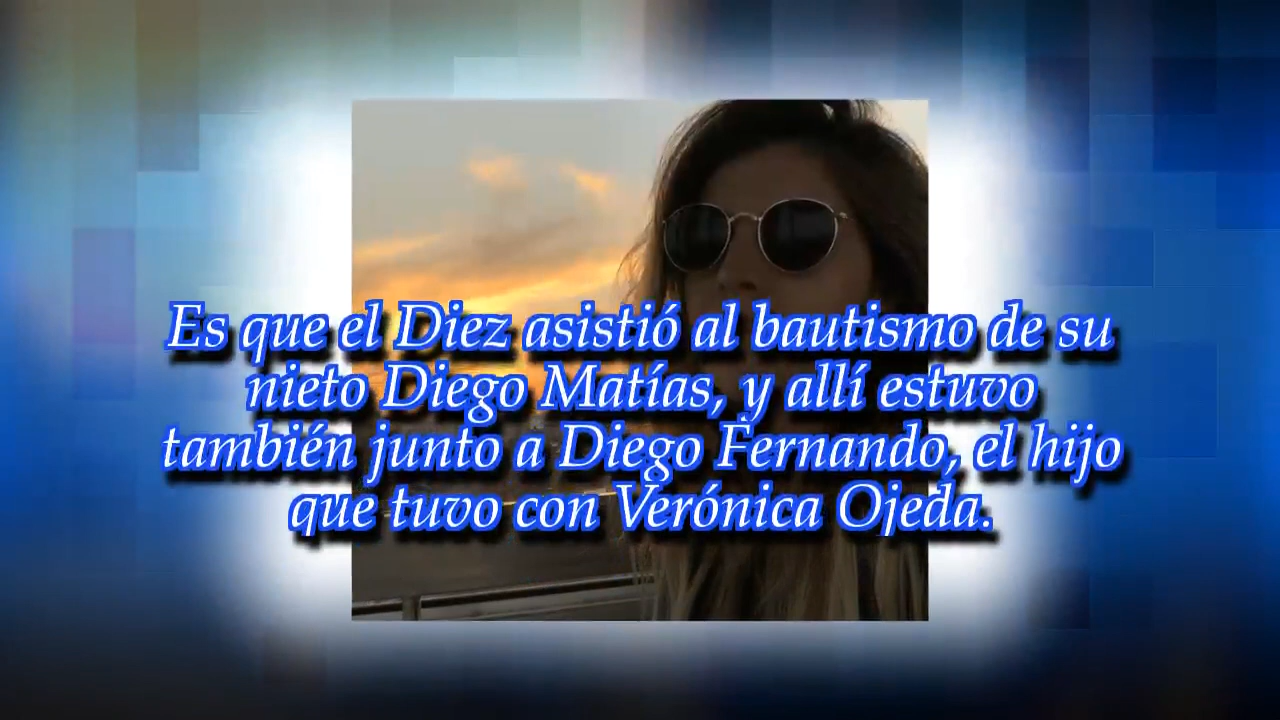 Es que el Diez asistió al bautismo de su
nieto Diego Matías, y allí estuvo
también junto a Diego Fernando, el hijo
que tuvo con Verónica Ojeda.